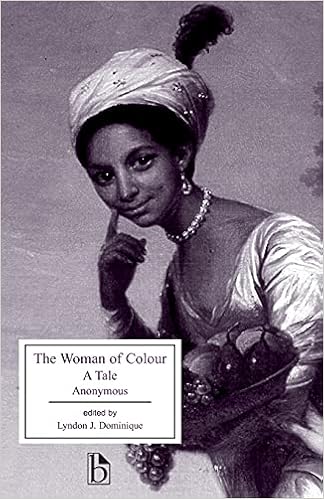 The Woman of Colour
A Tale
Anonymous
edited by
Lyndon J. Dominique
b